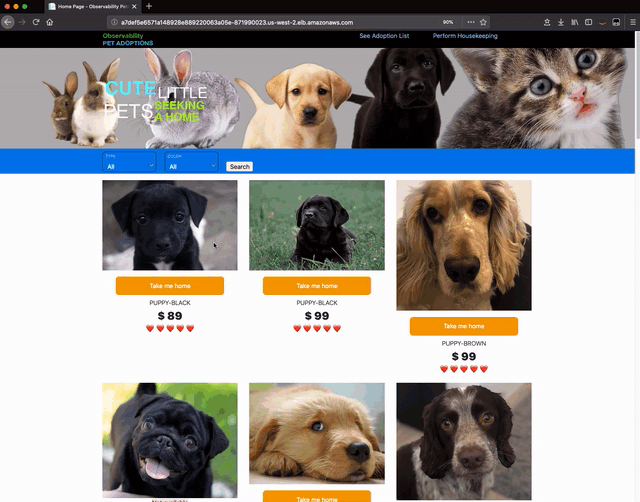 Home Page - Observability Pet
a7def5e6571a148928e889220063a05e-871990023.us-west-2.elb.amazonaws.com
90%
Observability
PET ADOPTIONS
See Adoption List
Perform Housekeeping
CUTE LITTLE
PETS SEEKING
A HOME
TYPE
All
COLOR
All
Search
Take me home
Take me home
PUPPY-BLACK
$ 89
PUPPY-BLACK
$ 99
Take me home
PUPPY-BROWN
$ 99
Take me home